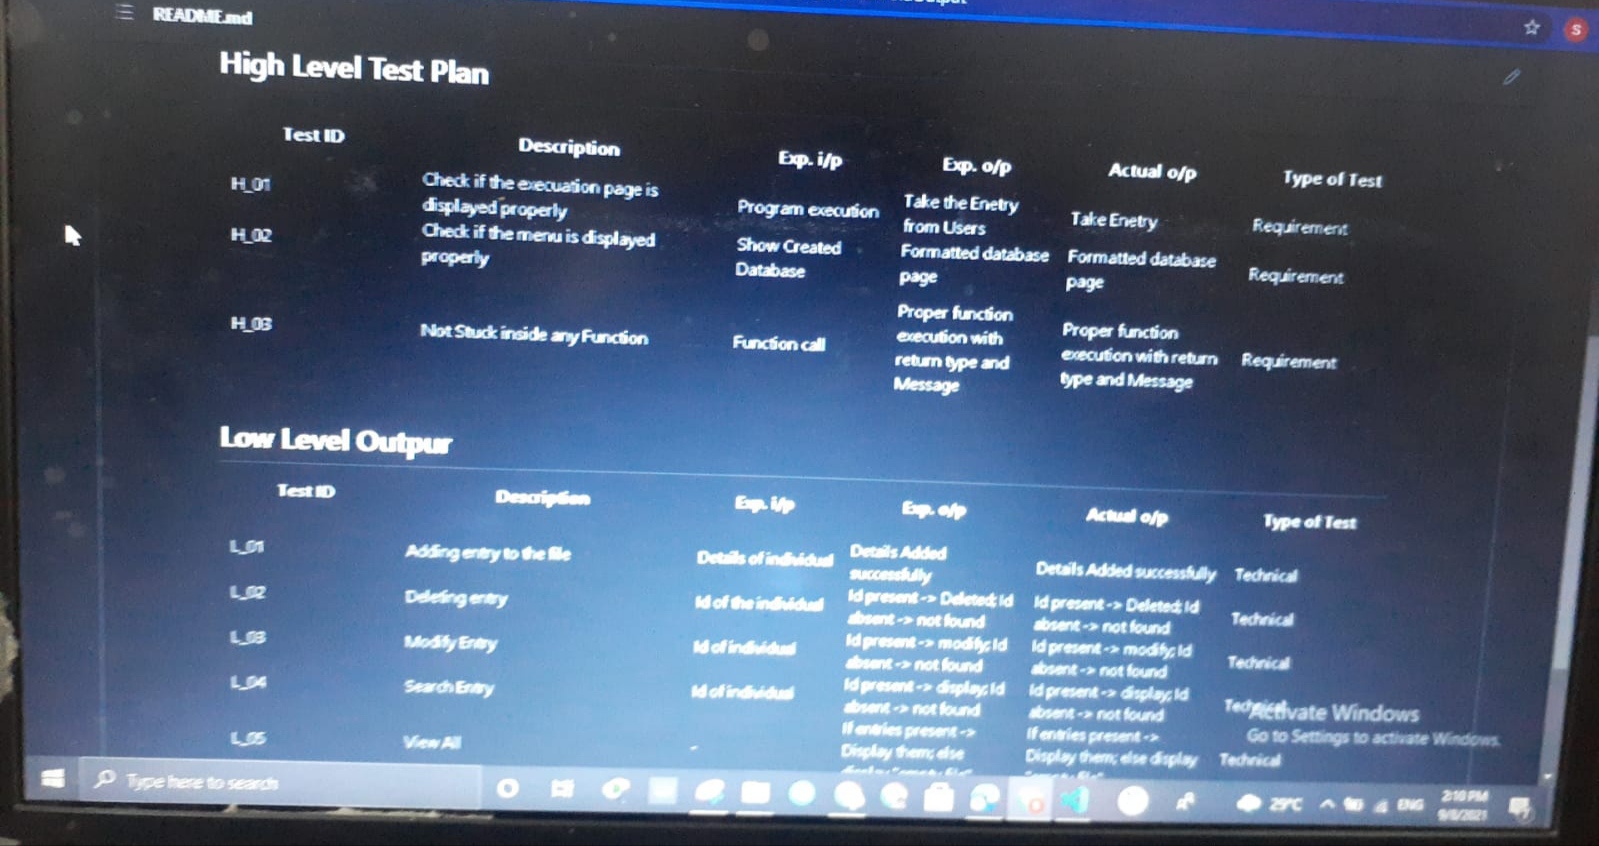 README.md
High Level Test Plan
Test ID Description Exp. i/p Exp. o/p Actual o/p Type of Test
H_01 Check if the execuation page is displayed properly Program execution Take the Enetry from Users Take Enetry Requirement
H_02 Check if the menu is displayed properly Show Created Database Formatted database page Formatted database page Requirement
H_03 Not Stuck inside any Function Function call Proper function execution with return type and Message Proper function execution with return type and Message Requirement
Low Level Outpur
Test ID Description Exp. i/p Exp. o/p Actual o/p Type of Test
L_01 Adding entry to the file Details of individual Details Added successfully Details Added successfully Technical
L_02 Deleting entry Id of the individual Id present -> Deleted; Id absent -> not found Id present -> Deleted; Id absent -> not found Technical
L_03 Modify Entry Id of individual Id present -> modify; Id absent -> not found Id present -> modify; Id absent -> not found Technical
L_04 Search Entry Id of individual Id present -> display; Id absent -> not found Id present -> display; Id absent -> not found Technical
L_05 View All - If entries present -> Display them; else display "empty file" If entries present -> Display them; else display "empty file" Technical
Activate Windows
Go to Settings to activate Windows.
Type here to search
29°C ENG 2:10 PM
9/8/2021
S